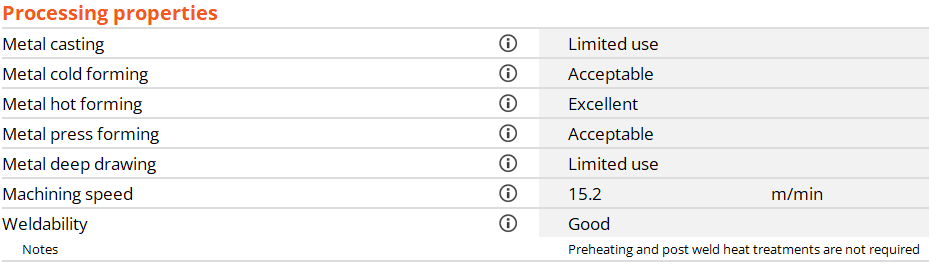 Processing properties
Metal casting Limited use
Metal cold forming Acceptable
Metal hot forming Excellent
Metal press forming Acceptable
Metal deep drawing Limited use
Machining speed 15.2 m/min
Weldability Good
Notes Preheating and post weld heat treatments are not required